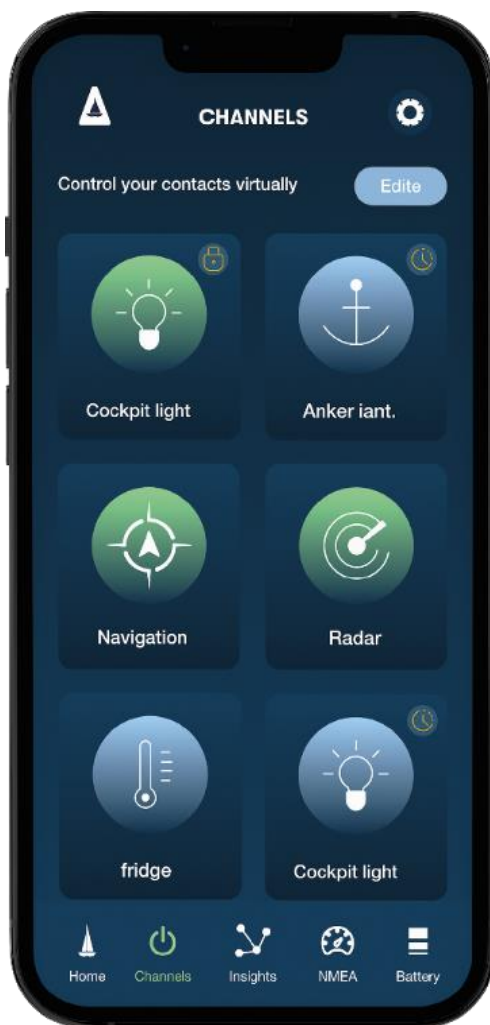 CHANNELS
Control your contacts virtually
Edite
Cockpit light
Anker iant.
Navigation
Radar
fridge
Cockpit light
Home
Channels
Insights
NMEA
Battery